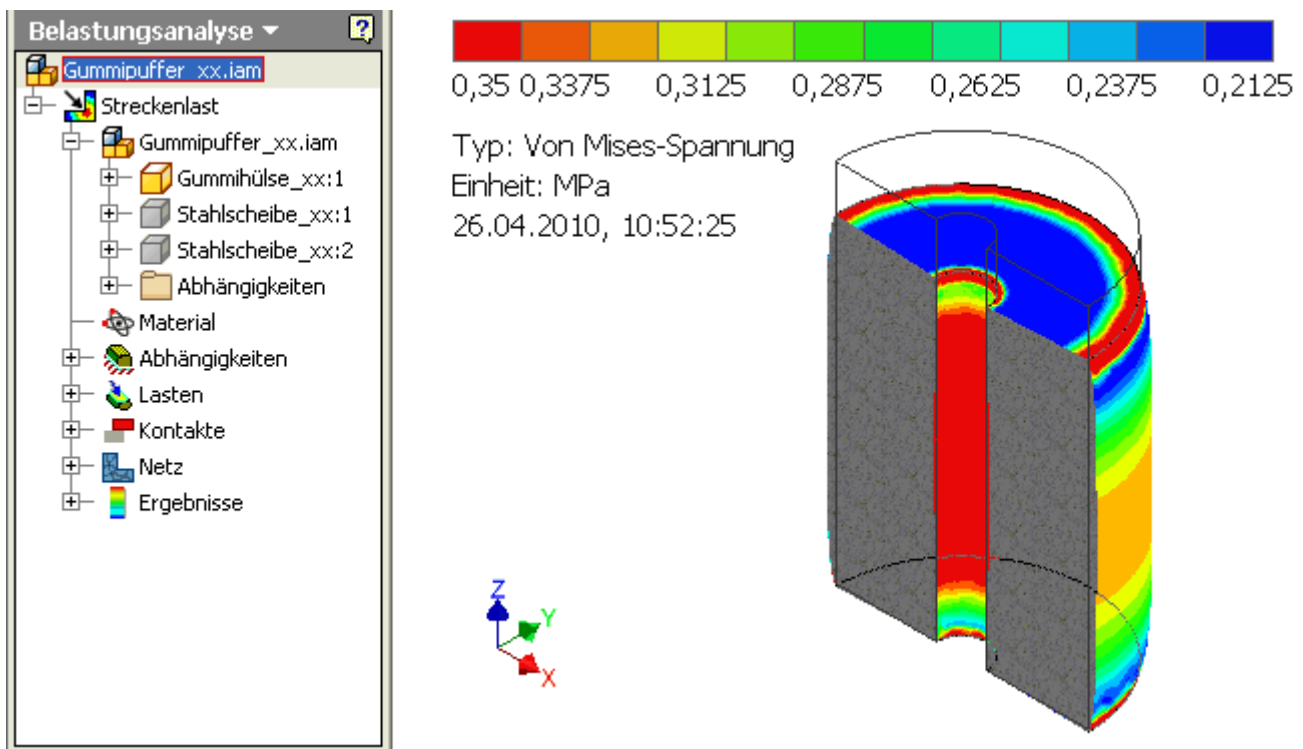 Belastungsanalyse
Gummipuffer_xx.iam
Streckenlast
Gummipuffer_xx.iam
Gummihülse_xx:1
Stahlscheibe_xx:1
Stahlscheibe_xx:2
Abhängigkeiten
Material
Abhängigkeiten
Lasten
Kontakte
Netz
Ergebnisse
0,35 0,3375 0,3125 0,2875 0,2625 0,2375 0,2125
Typ: Von Mises-Spannung
Einheit: MPa
26.04.2010, 10:52:25
Z
Y
X